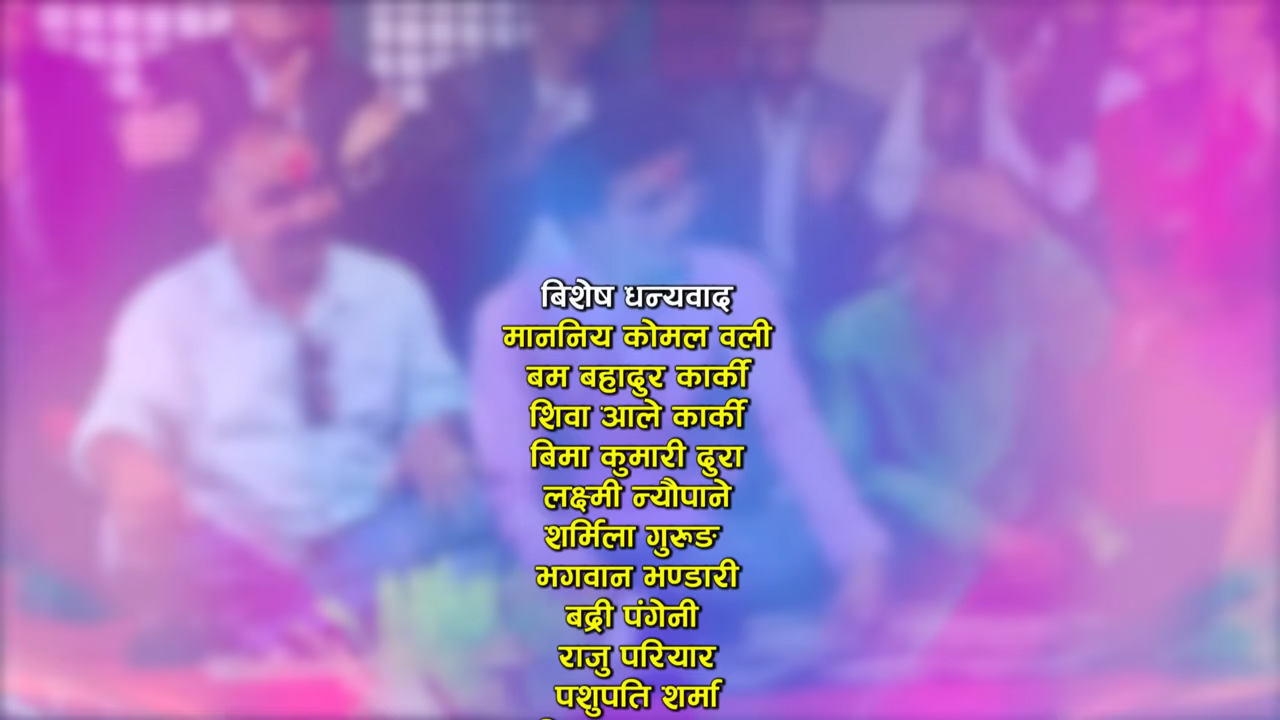 बिशेष धन्यवाद
माननिय कोमल वली
बम बहादुर कार्की
शिवा आले कार्की
बिमा कुमारी दुरा
लक्ष्मी न्यौपाने
शर्मिला गुरूङ
भगवान भण्डारी
बद्री पंगेनी
राजु परियार
पशुपति शर्मा